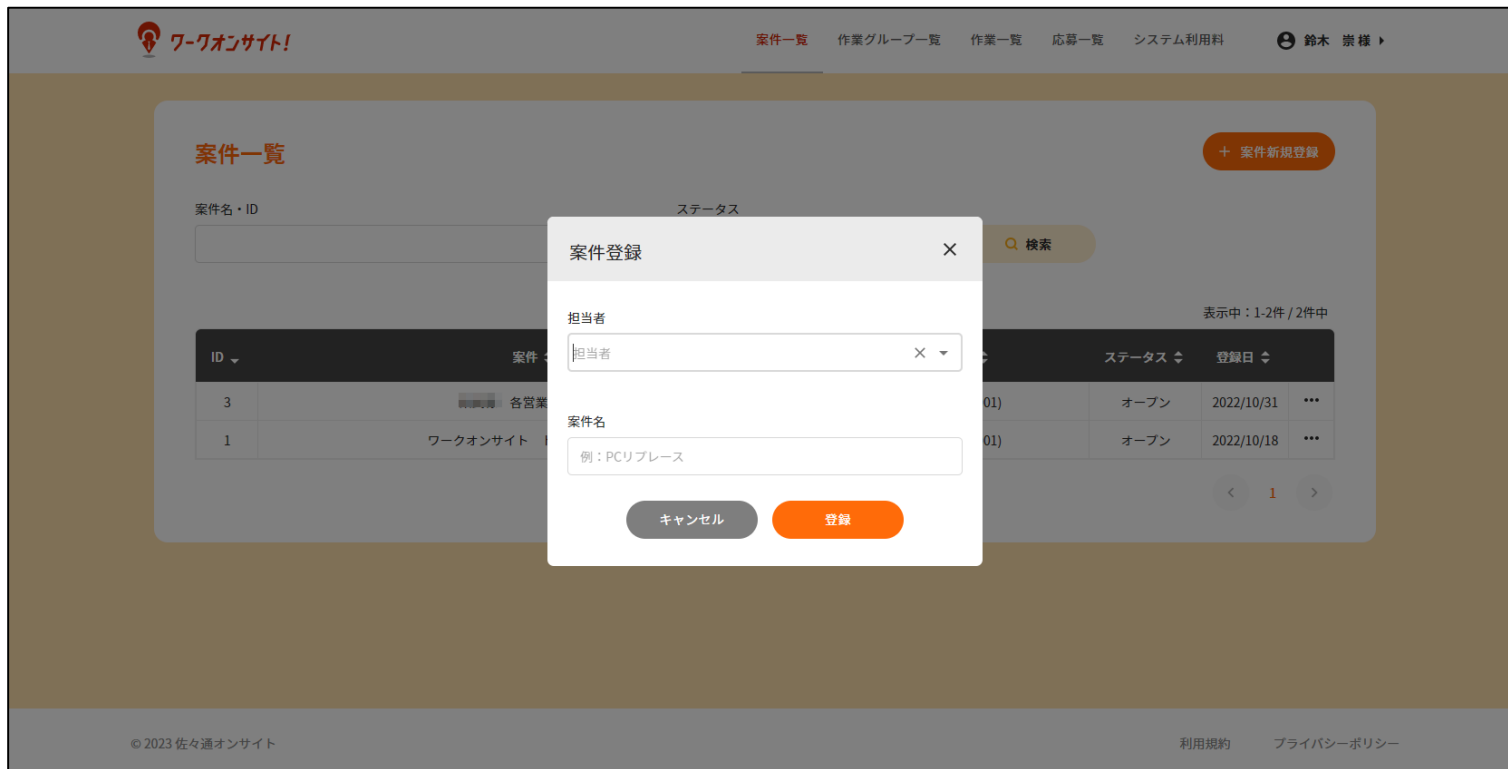 ワークオンサイト!
案件一覧 作業グループ一覧 作業一覧 応募一覧 システム利用料 鈴木 崇 様
案件一覧
+ 案件新規登録
案件名・ID ステータス
検索
案件登録
担当者
担当者
案件名
例：PCリプレース
キャンセル 登録
表示中：1-2件 / 2件中
ID 案件 ステータス 登録日
3 各営業 01) オープン 2022/10/31 •••
1 ワークオンサイト 01) オープン 2022/10/18 •••
< 1 >
© 2023 佐々通オンサイト 利用規約 プライバシーポリシー